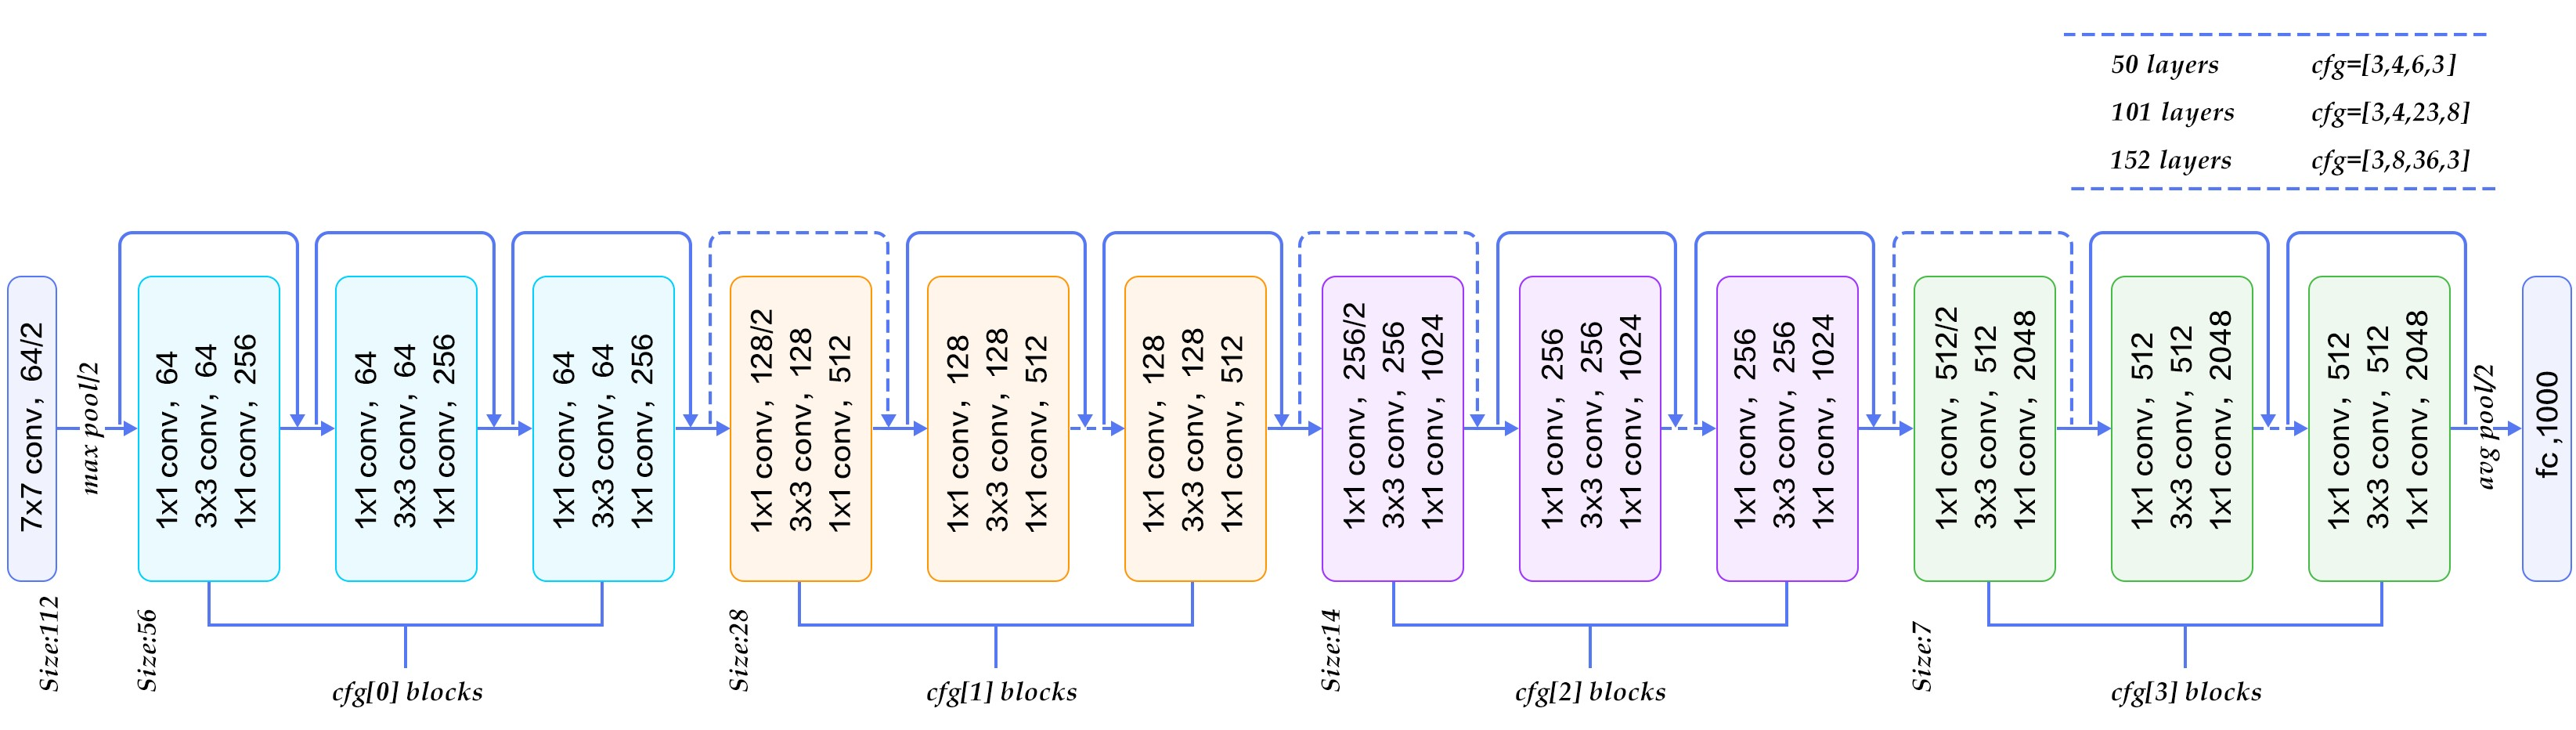 50 layers cfg=[3,4,6,3]
101 layers cfg=[3,4,23,8]
152 layers cfg=[3,8,36,3]
7x7 conv, 64/2
max pool/2
1x1 conv, 64
3x3 conv, 64
1x1 conv, 256
1x1 conv, 64
3x3 conv, 64
1x1 conv, 256
1x1 conv, 64
3x3 conv, 64
1x1 conv, 256
1x1 conv, 128/2
3x3 conv, 128
1x1 conv, 512
1x1 conv, 128
3x3 conv, 128
1x1 conv, 512
1x1 conv, 128
3x3 conv, 128
1x1 conv, 512
1x1 conv, 256/2
3x3 conv, 256
1x1 conv, 1024
1x1 conv, 256
3x3 conv, 256
1x1 conv, 1024
1x1 conv, 256
3x3 conv, 256
1x1 conv, 1024
1x1 conv, 512/2
3x3 conv, 512
1x1 conv, 2048
1x1 conv, 512
3x3 conv, 512
1x1 conv, 2048
1x1 conv, 512
3x3 conv, 512
1x1 conv, 2048
avg pool/2
fc ,1000
Size:112
Size:56
cfg[0] blocks
Size:28
cfg[1] blocks
Size:14
cfg[2] blocks
Size:7
cfg[3] blocks